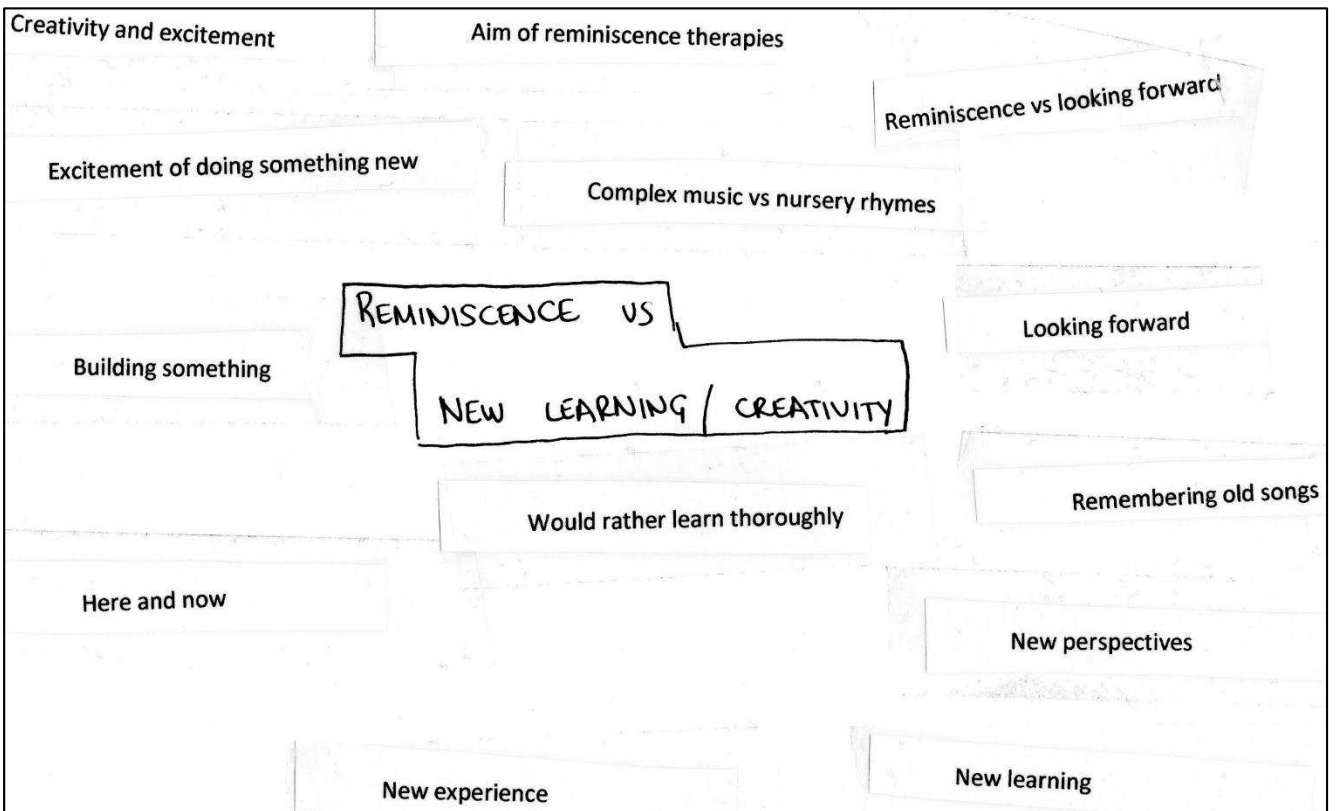 Creativity and excitement
Aim of reminiscence therapies
Reminiscence vs looking forward
Excitement of doing something new
Complex music vs nursery rhymes
REMINISCENCE VS
NEW LEARNING / CREATIVITY
Looking forward
Building something
Remembering old songs
Would rather learn thoroughly
Here and now
New perspectives
New experience
New learning